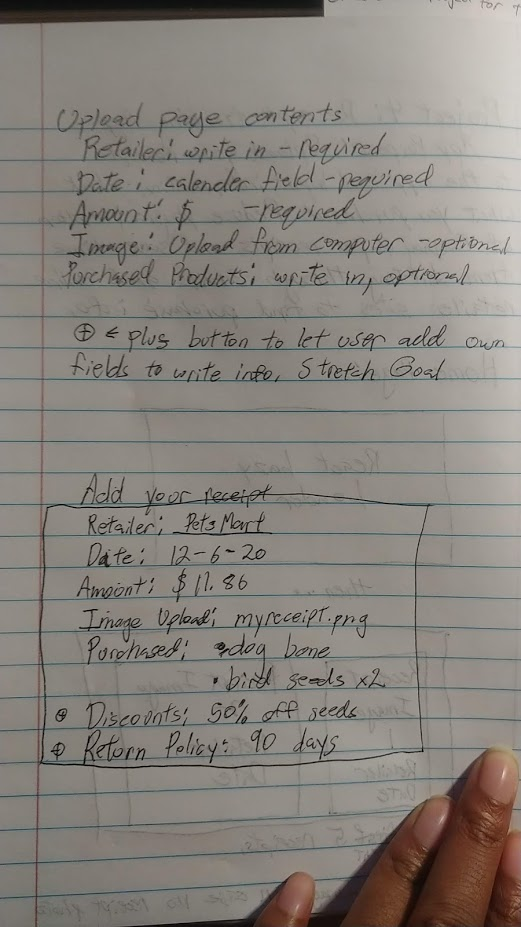 for
Upload page contents
Retailer: write in - required
Date: calender field - required
Amount: $ - required
Image: Upload from computer - optional
Purchased Products: write in, optional
⊕ ← plus button to let user add own
fields to write info, Stretch Goal
Add your receipt
Retailer: PetsMart
Date: 12-6-20
Amoint: $11.86
Image Upload: myreceipt.png
Purchased: • dog bone
• bird seeds x2
⊕ Discounts: 50% off seeds
⊕ Return Policy: 90 days